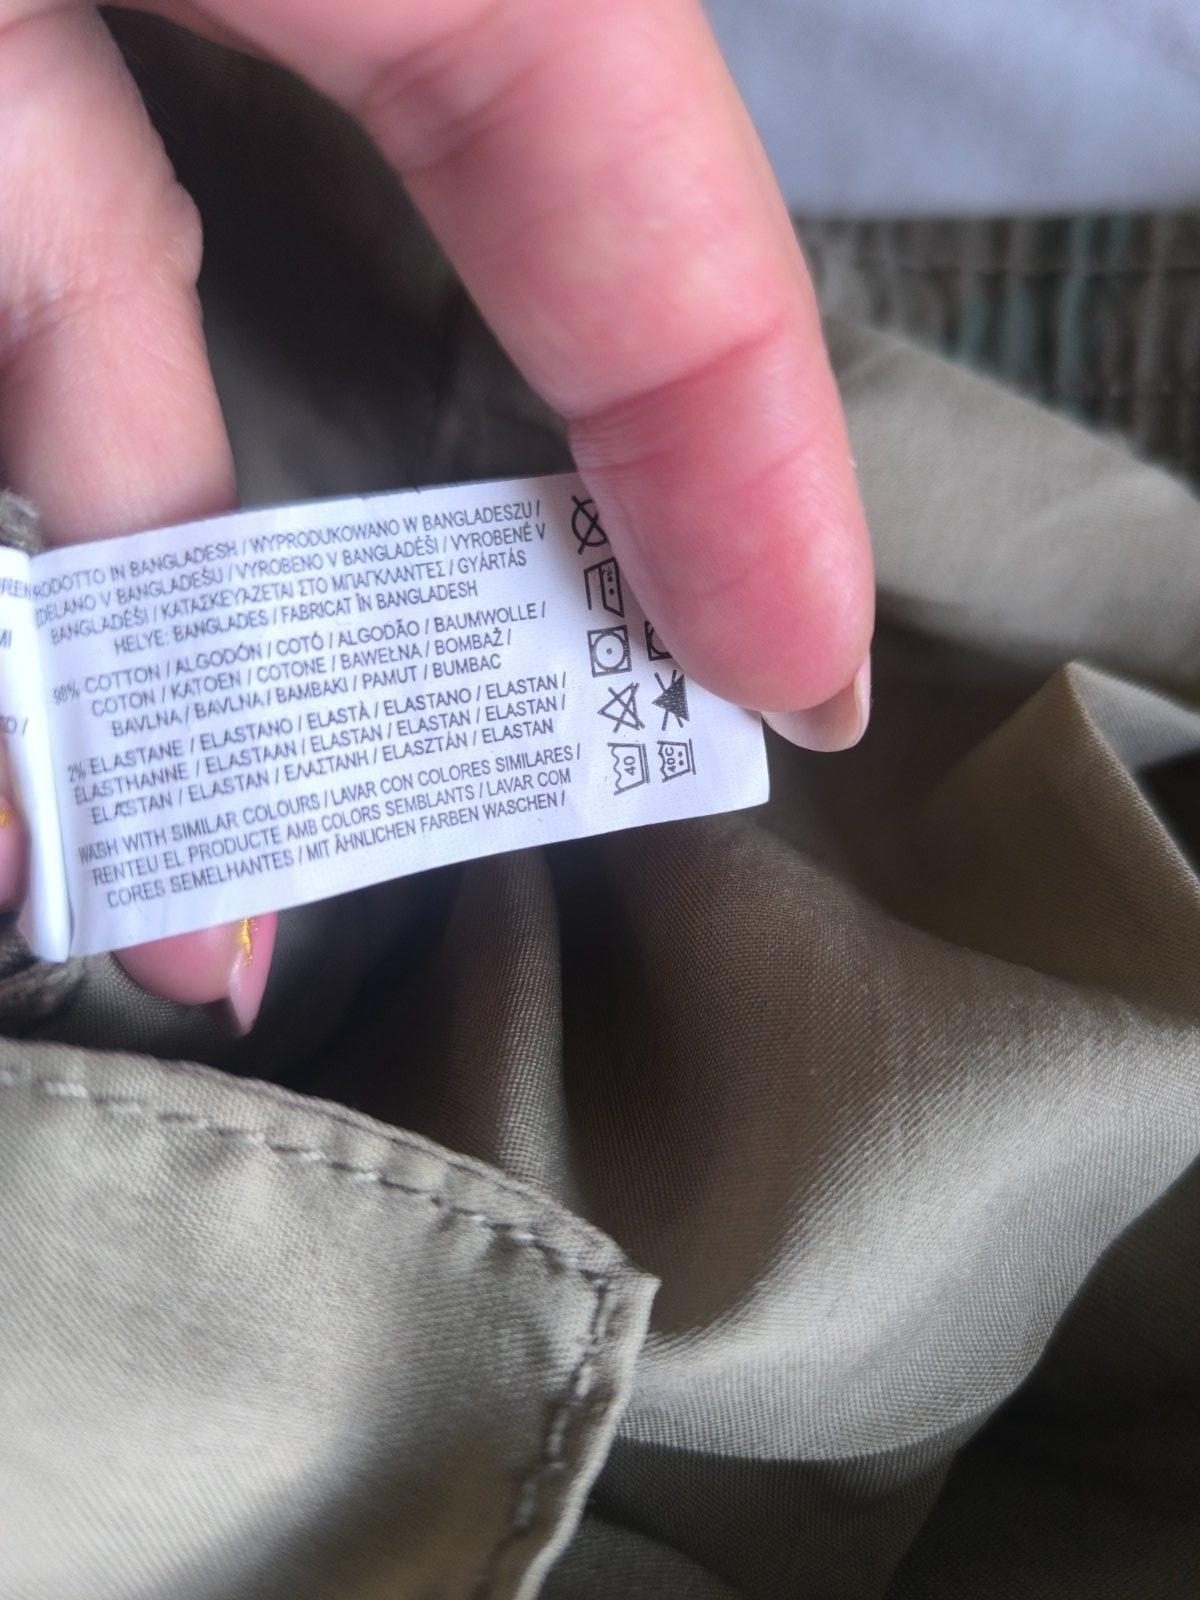 RODOTTO IN BANGLADESH / WYPRODUKOWANO W BANGLADESZU /
DELANO V BANGLADEŠU / VYROBENO V BANGLADÉŠI / VYROBENÉ V
BANGLADÉŠI / ΚΑΤΑΣΚΕΥΆΖΕΤΑΙ ΣΤΟ ΜΠΑΓΚΛΑΝΤΕΣ / GYÁRTÁS
HELYE: BANGLADES / FABRICAT ÎN BANGLADESH
98% COTTON / ALGODÓN / COTÓ / ALGODÃO / BAUMWOLLE /
COTON / KATOEN / COTONE / BAWEŁNA / BOMBAŽ /
BAVLNA / BAVLNA / BAMBAKI / PAMUT / BUMBAC
2% ELASTANE / ELASTANO / ELASTÀ / ELASTANO / ELASTAN /
ÉLASTHANNE / ELASTAAN / ELASTAN / ELASTAN / ELASTAN /
ELASTAN / ELASTAN / ΕΛΑΣΤΑΝΗ / ELASZTÁN / ELASTAN
WASH WITH SIMILAR COLOURS / LAVAR CON COLORES SIMILARES /
RENTEU EL PRODUCTE AMB COLORS SEMBLANTS / LAVAR COM
CORES SEMELHANTES / MIT ÄHNLICHEN FARBEN WASCHEN /
40
40C